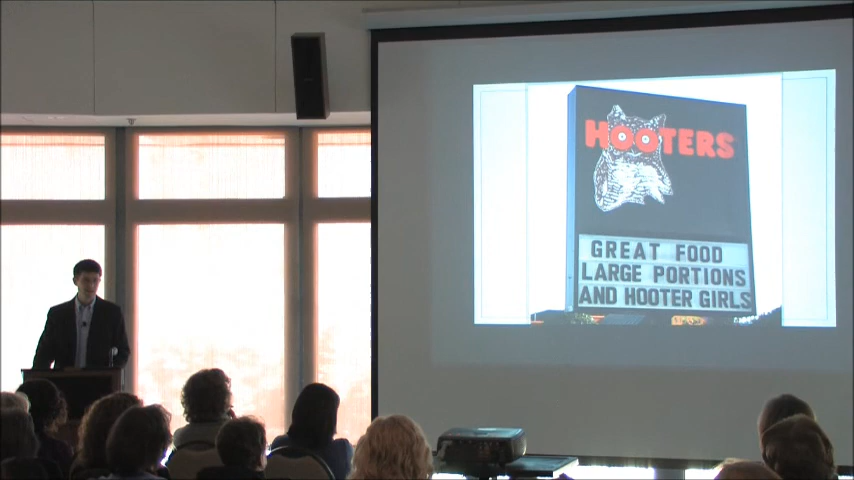 HOOTERS
GREAT FOOD
LARGE PORTIONS
AND HOOTER GIRLS